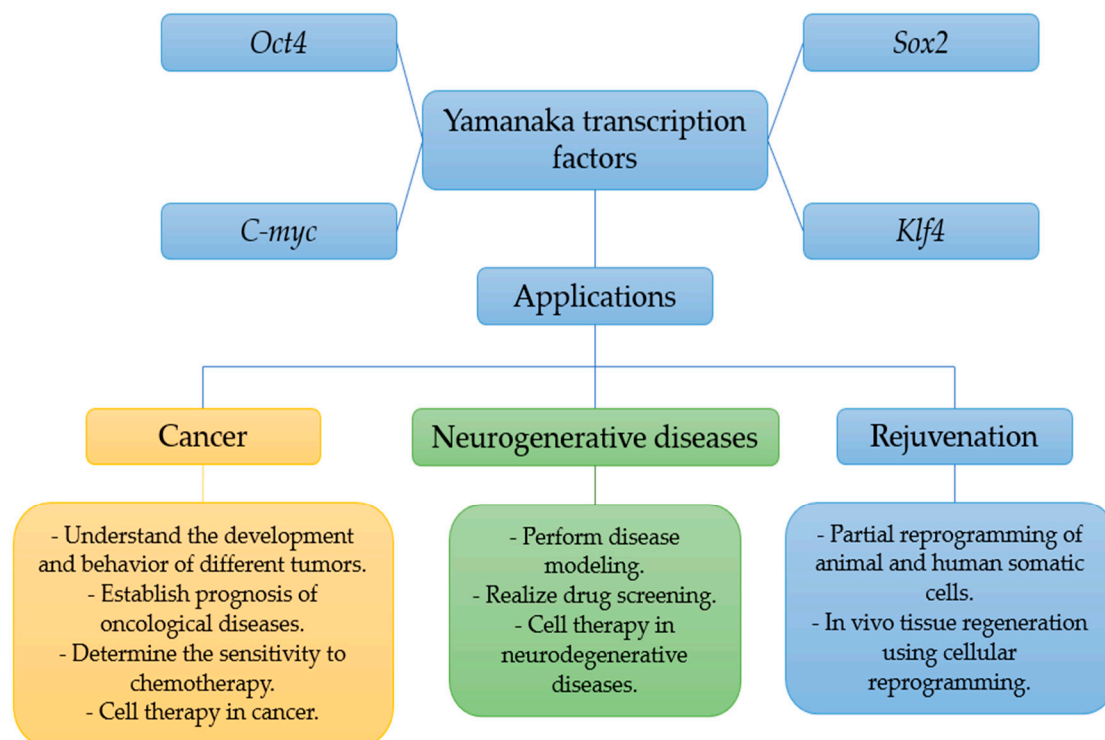 Oct4
Sox2
Yamanaka transcription
factors
C-myc
Klf4
Applications
Cancer
Neurogenerative diseases
Rejuvenation
- Understand the development
and behavior of different tumors.
- Establish prognosis of
oncological diseases.
- Determine the sensitivity to
chemotherapy.
- Cell therapy in cancer.
- Perform disease
modeling.
- Realize drug screening.
- Cell therapy in
neurodegenerative
diseases.
- Partial reprogramming of
animal and human somatic
cells.
- In vivo tissue regeneration
using cellular
reprogramming.